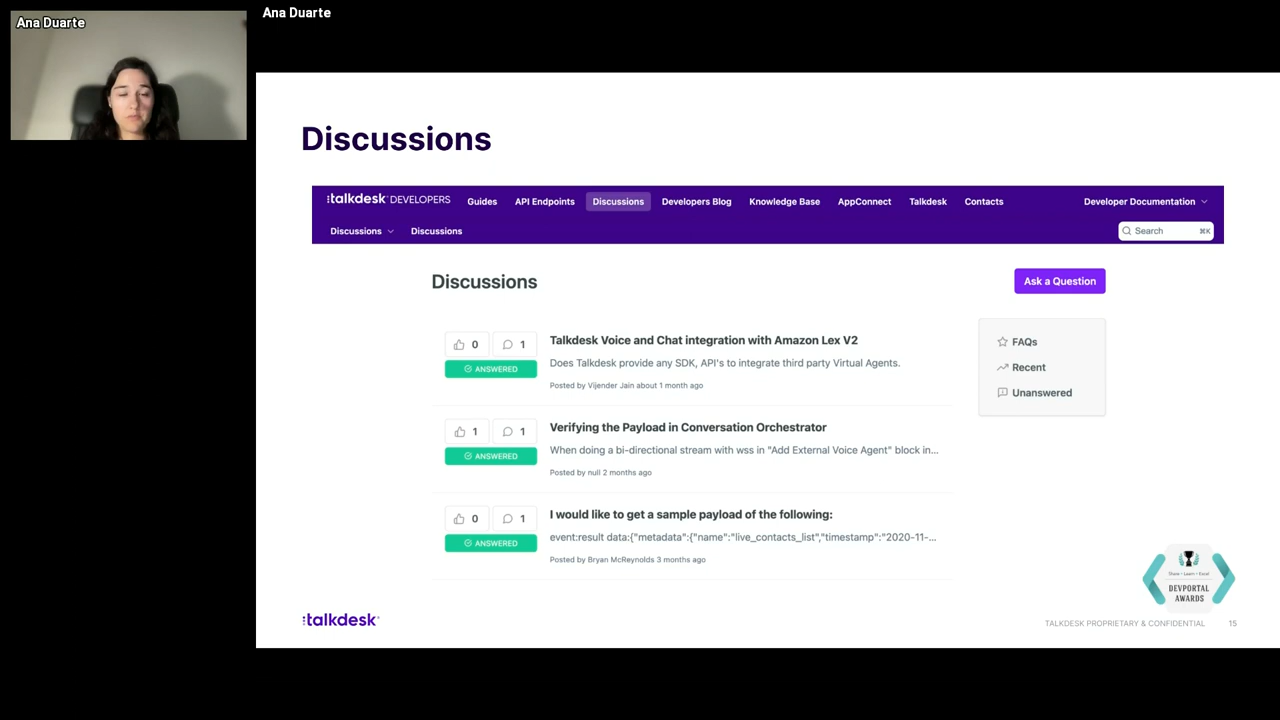 Ana Duarte
Ana Duarte
Discussions
talkdesk DEVELOPERS Guides API Endpoints Discussions Developers Blog Knowledge Base AppConnect Talkdesk Contacts Developer Documentation
Discussions Discussions Search ⌘K
Discussions Ask a Question
0 1 Talkdesk Voice and Chat integration with Amazon Lex V2
ANSWERED Does Talkdesk provide any SDK, API's to integrate third party Virtual Agents.
Posted by Vijender Jain about 1 month ago
1 1 Verifying the Payload in Conversation Orchestrator
ANSWERED When doing a bi-directional stream with wss in "Add External Voice Agent" block in...
Posted by null 2 months ago
0 1 I would like to get a sample payload of the following:
ANSWERED event:result data:{"metadata":{"name":"live_contacts_list","timestamp":"2020-11-...
Posted by Bryan McReynolds 3 months ago
FAQs
Recent
Unanswered
Share • Learn • Excel
DEVPORTAL
AWARDS
talkdesk
TALKDESK PROPRIETARY & CONFIDENTIAL 15